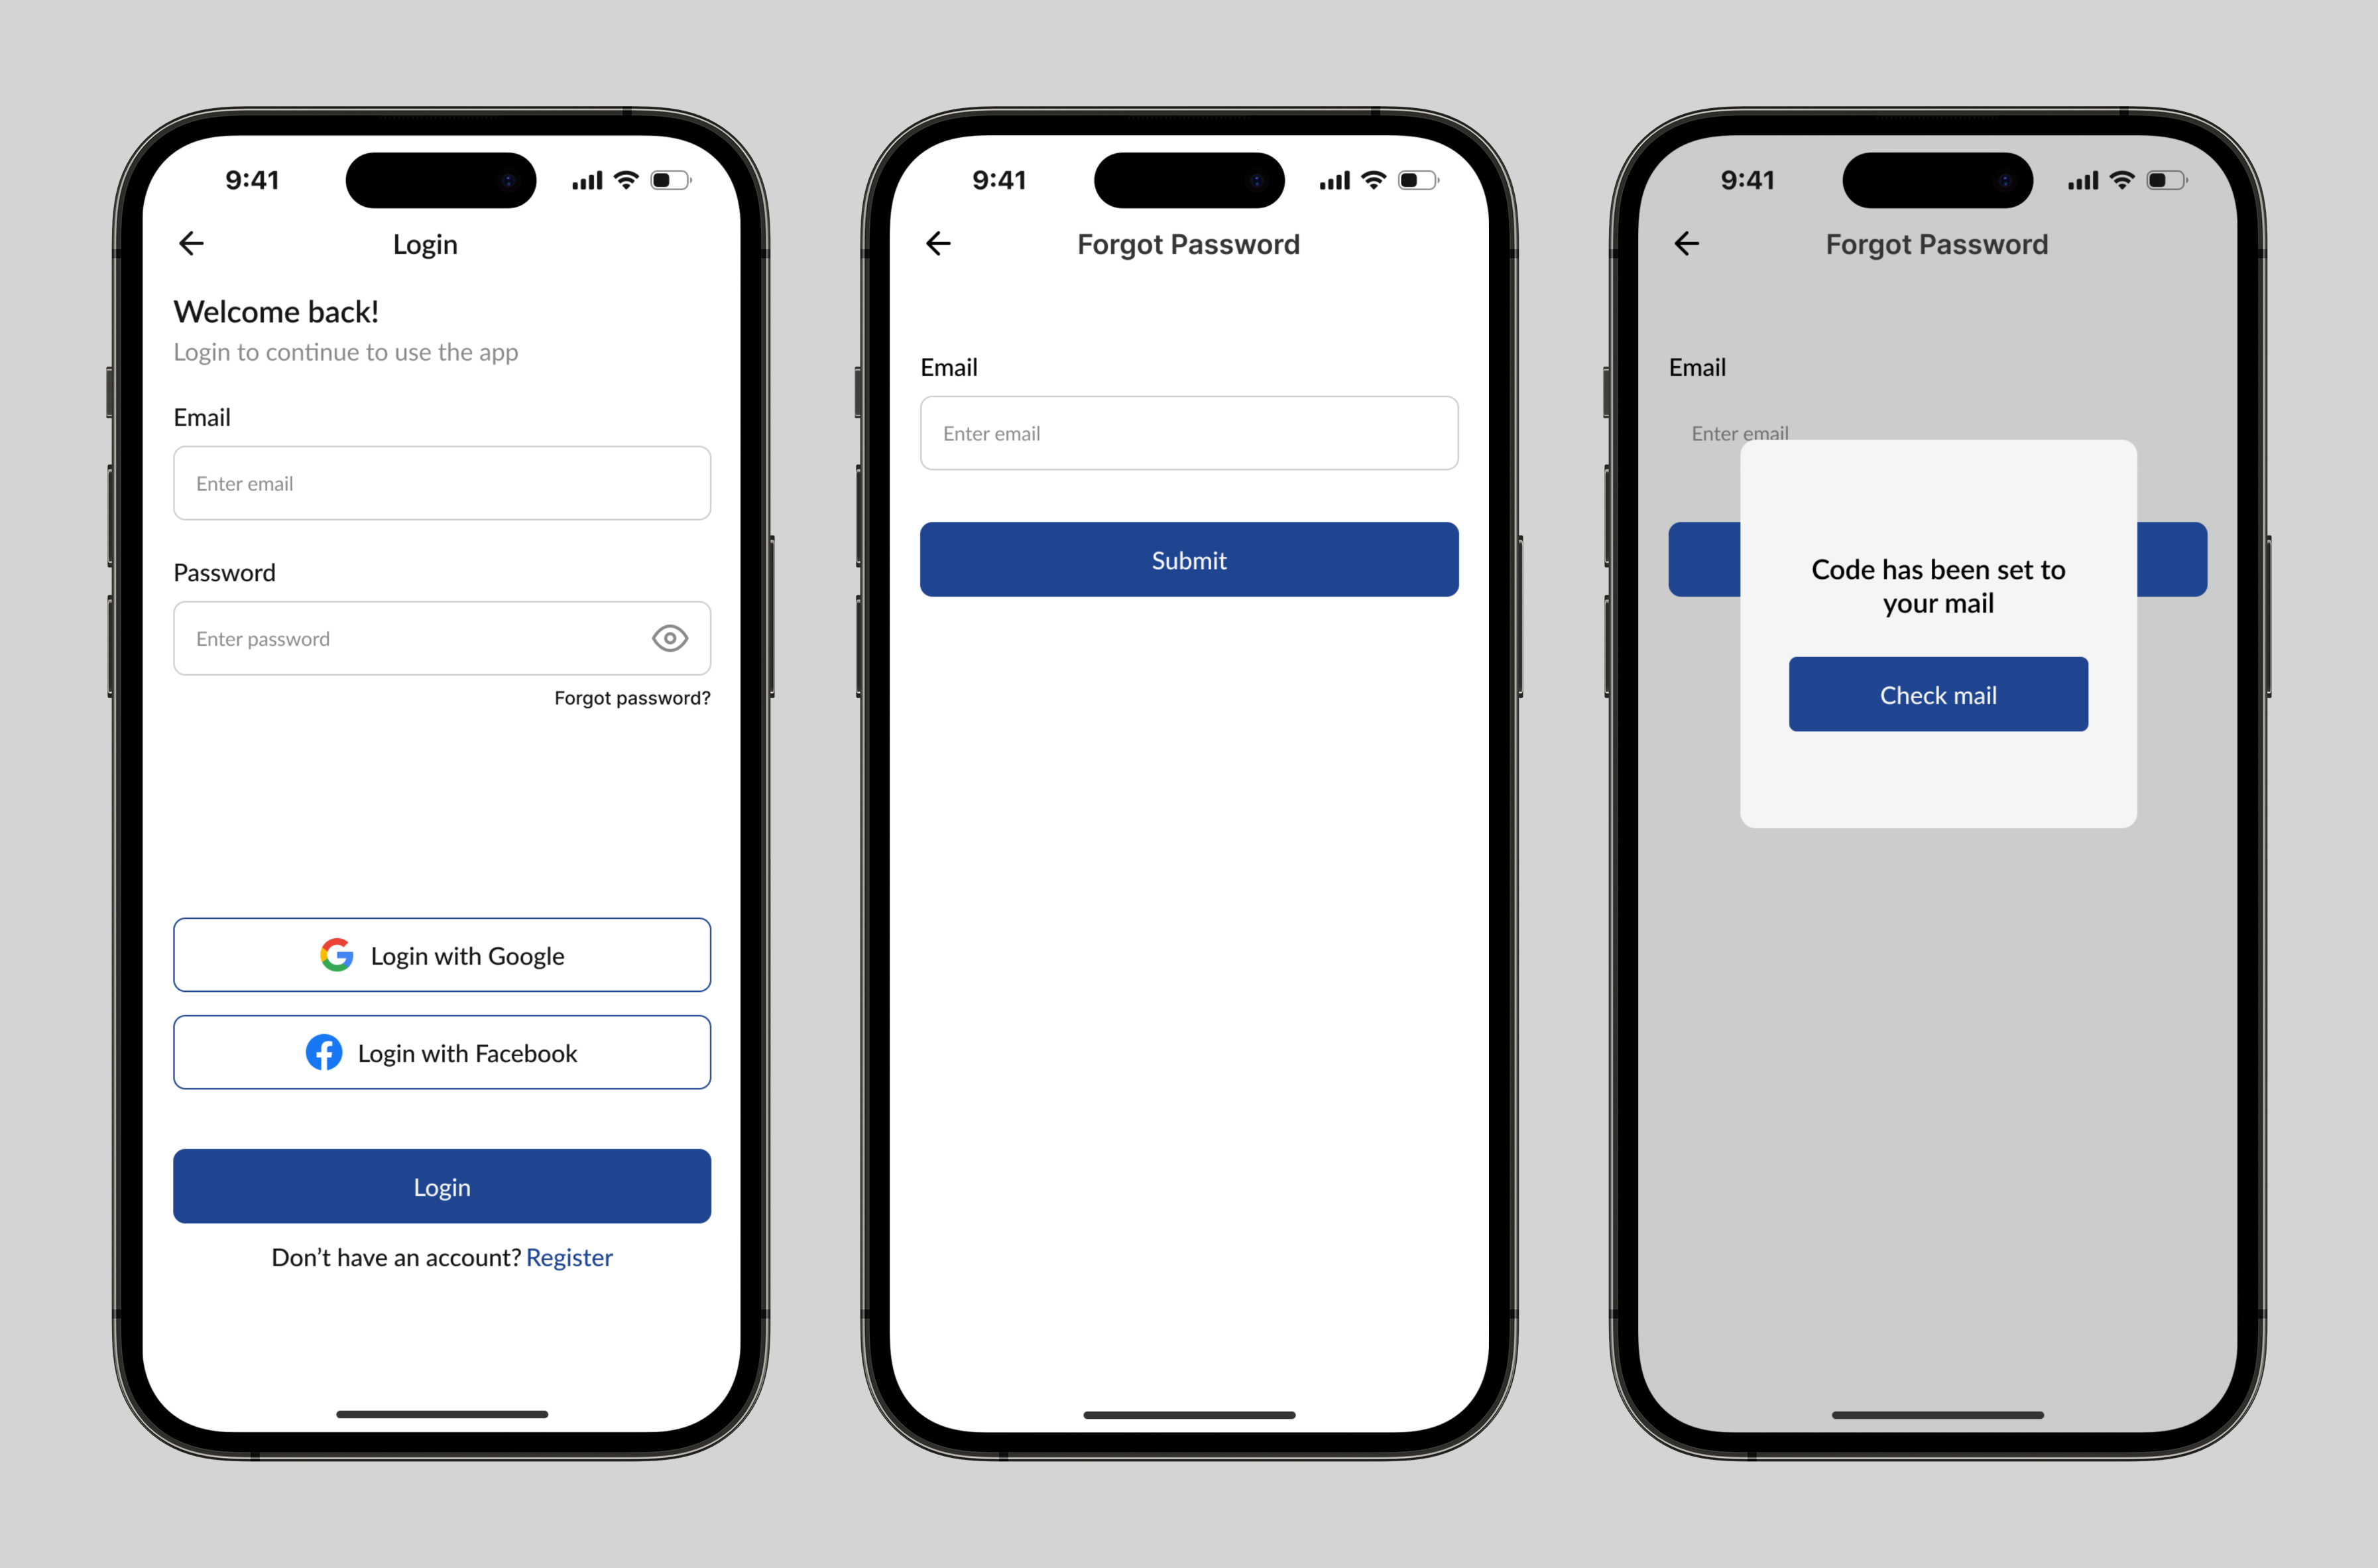 9:41
Login
Welcome back!
Login to continue to use the app
Email
Enter email
Password
Enter password
Forgot password?
Login with Google
Login with Facebook
Login
Don't have an account? Register
9:41
Forgot Password
Email
Enter email
Submit
9:41
Forgot Password
Email
Enter email
Code has been set to
your mail
Check mail